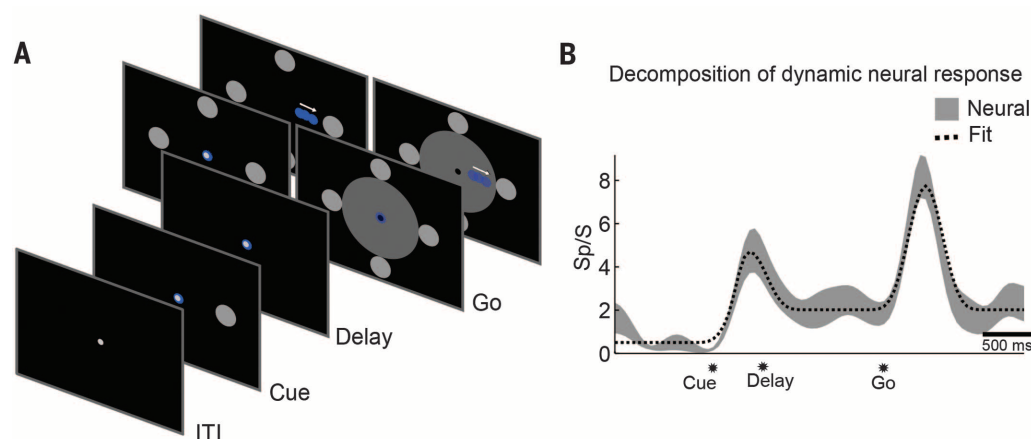 A
ITI
Cue
Delay
Go
B
Decomposition of dynamic neural response
Neural
Fit
Sp/S
8
6
4
2
0
500 ms
Cue
Delay
Go